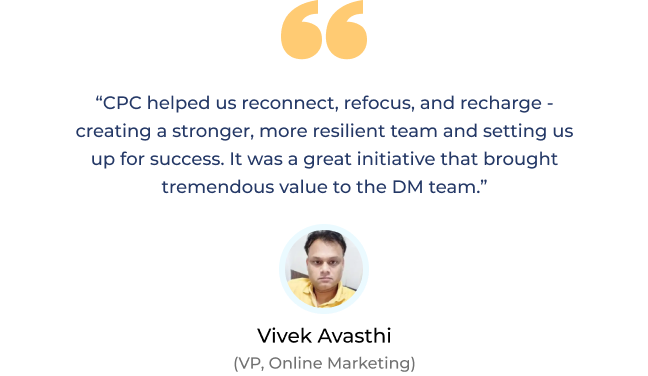 “CPC helped us reconnect, refocus, and recharge -
creating a stronger, more resilient team and setting us
up for success. It was a great initiative that brought
tremendous value to the DM team.”
Vivek Avasthi
(VP, Online Marketing)